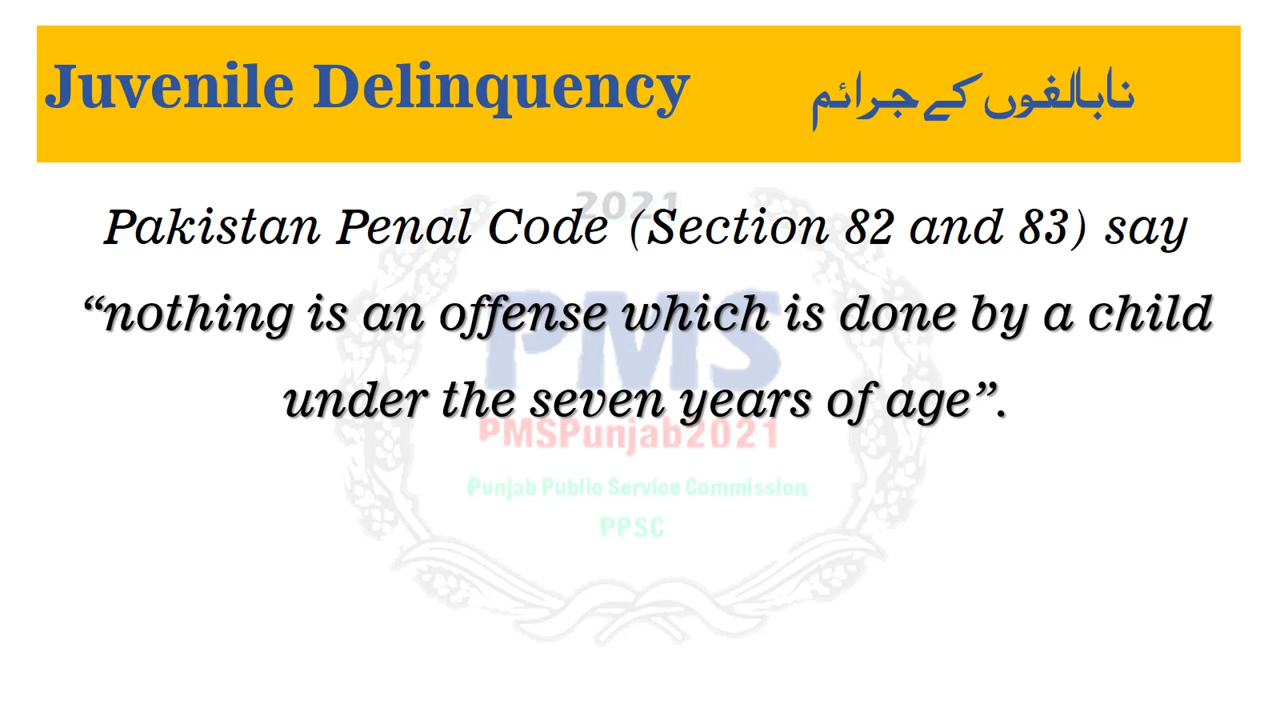 Juvenile Delinquency نابالغوں کے جرائم
2021
Pakistan Penal Code (Section 82 and 83) say
“nothing is an offense which is done by a child
PMS
under the seven years of age”.
PMSPunjab2021
Punjab Public Service Commission
PPSC